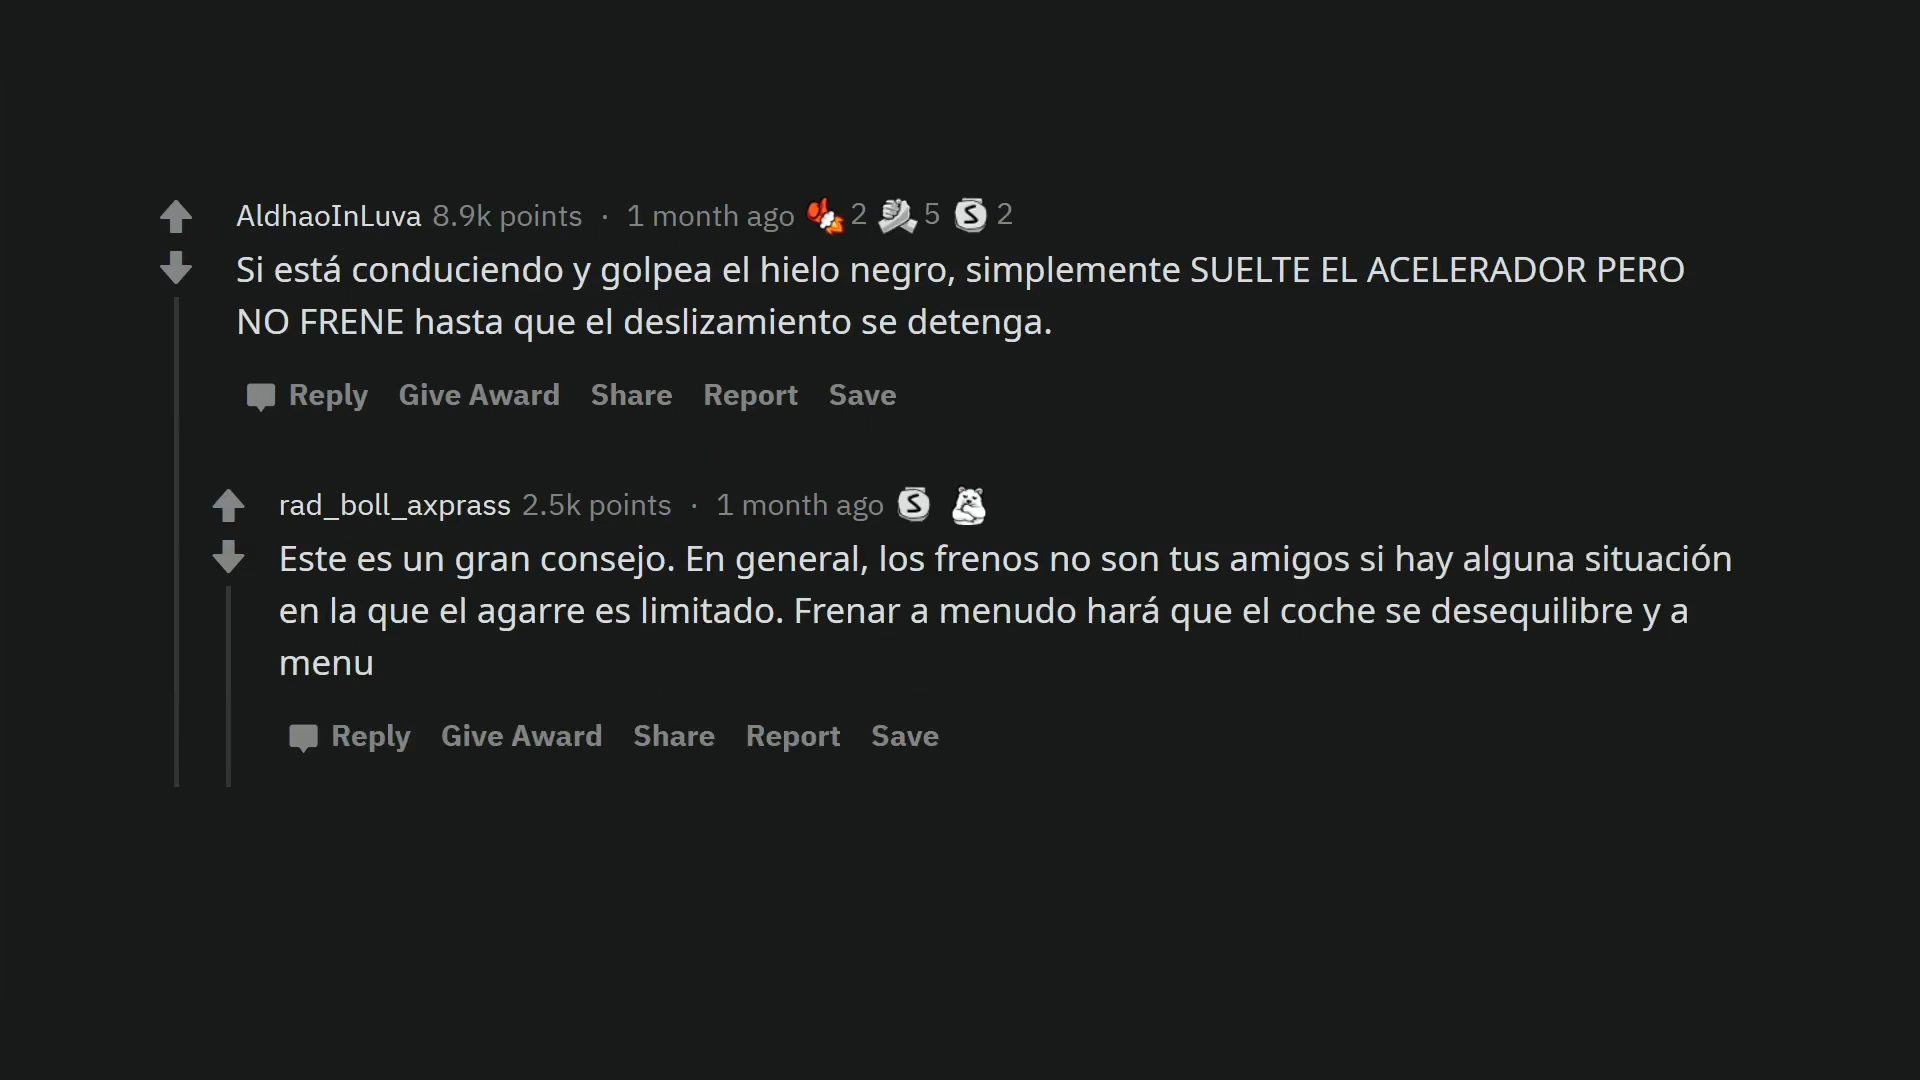 AldhaoInLuva 8.9k points · 1 month ago 2 5 S 2
Si está conduciendo y golpea el hielo negro, simplemente SUELTE EL ACELERADOR PERO
NO FRENE hasta que el deslizamiento se detenga.
Reply Give Award Share Report Save
rad_boll_axprass 2.5k points · 1 month ago S
Este es un gran consejo. En general, los frenos no son tus amigos si hay alguna situación
en la que el agarre es limitado. Frenar a menudo hará que el coche se desequilibre y a
menu
Reply Give Award Share Report Save